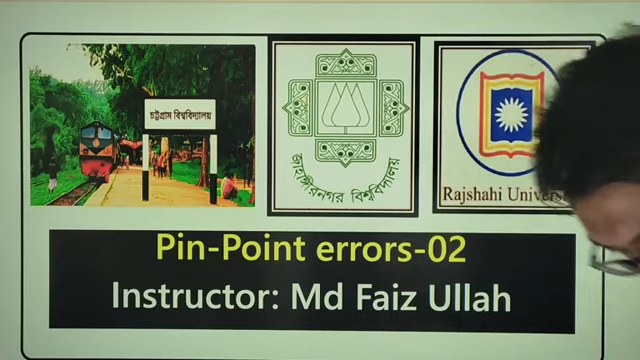 চট্টগ্রাম বিশ্ববিদ্যালয়
জাহাঙ্গীরনগর বিশ্ববিদ্যালয়
Rajshahi
Pin-Point errors-02
Instructor: Md Faiz Ullah